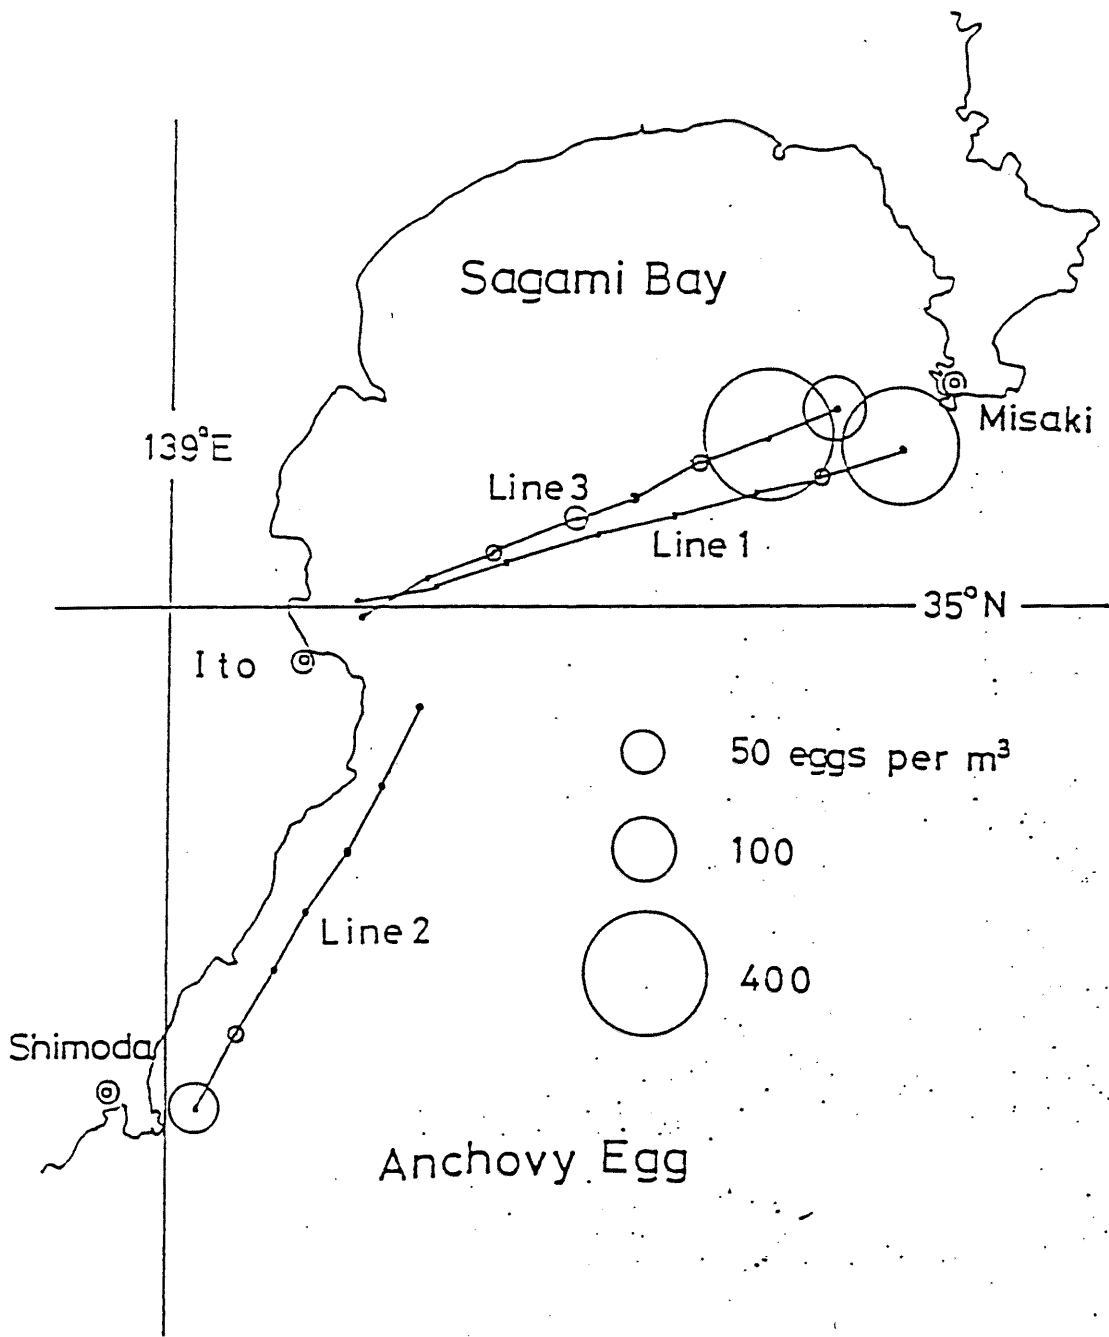 Sagami Bay
Misaki
139°E
Line 3
Line 1
35°N
Ito
50 eggs per m³
100
Line 2
400
Shimoda
Anchovy Egg